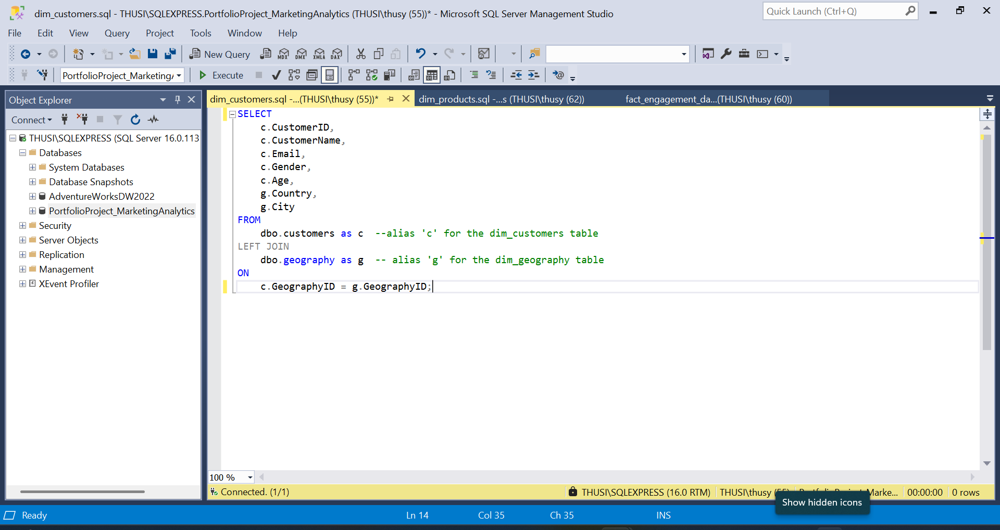 dim_customers.sql - THUSI\SQLEXPRESS.PortfolioProject_MarketingAnalytics (THUSI\thusy (55))* - Microsoft SQL Server Management Studio
Quick Launch (Ctrl+Q)
File Edit View Query Project Tools Window Help
New Query MDX DMX XMLA DAX
PortfolioProject_Marketing
Execute
Object Explorer
Connect
THUSI\SQLEXPRESS (SQL Server 16.0.113
Databases
System Databases
Database Snapshots
AdventureWorksDW2022
PortfolioProject_MarketingAnalytics
Security
Server Objects
Replication
Management
XEvent Profiler
dim_customers.sql -...(THUSI\thusy (55))*
dim_products.sql -...s (THUSI\thusy (62))
fact_engagement_da...(THUSI\thusy (60))
SELECT
c.CustomerID,
c.CustomerName,
c.Email,
c.Gender,
c.Age,
g.Country,
g.City
FROM
dbo.customers as c --alias 'c' for the dim_customers table
LEFT JOIN
dbo.geography as g -- alias 'g' for the dim_geography table
ON
c.GeographyID = g.GeographyID;
100 %
Connected. (1/1)
THUSI\SQLEXPRESS (16.0 RTM)
THUSI\thusy (55)
Marke...
00:00:00
0 rows
Show hidden icons
Ready
Ln 14
Col 35
Ch 35
INS